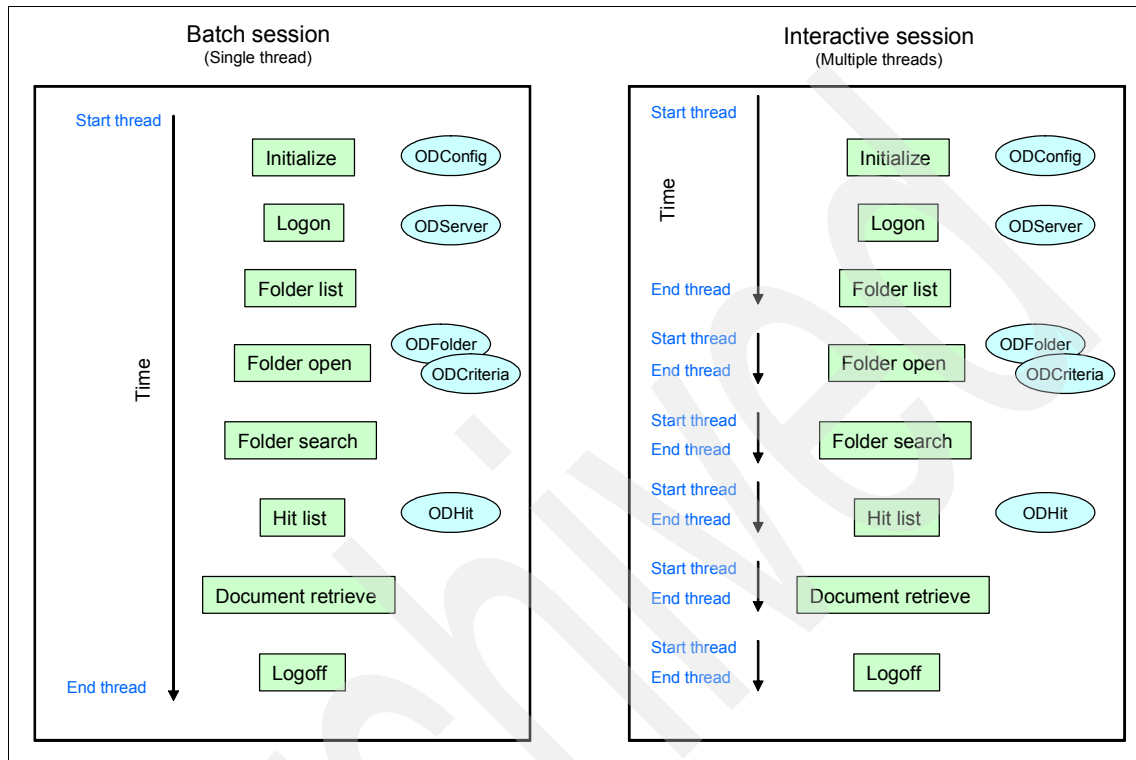 Batch session
(Single thread)
Start thread
Initialize
ODConfig
Logon
ODServer
Folder list
Time
Folder open
ODFolder
ODCriteria
Folder search
Hit list
ODHit
Document retrieve
Logoff
End thread
Interactive session
(Multiple threads)
Start thread
Initialize
ODConfig
Time
Logon
ODServer
End thread
Folder list
Start thread
End thread
Folder open
ODFolder
ODCriteria
Start thread
End thread
Folder search
Start thread
End thread
Hit list
ODHit
Start thread
End thread
Document retrieve
Start thread
End thread
Logoff
chived